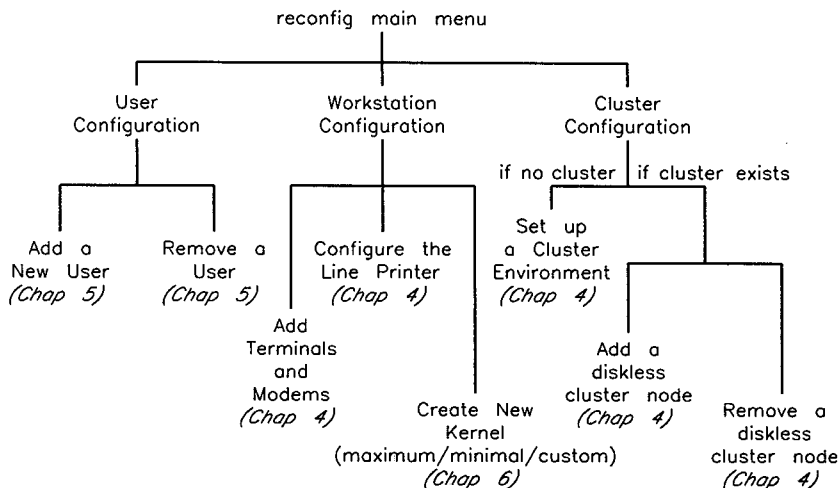 reconfig main menu
User
Configuration
Workstation
Configuration
Cluster
Configuration
if no cluster
if cluster exists
Add a
New User
(Chap 5)
Remove a
User
(Chap 5)
Configure the
Line Printer
(Chap 4)
Set up
a Cluster
Environment
(Chap 4)
Add
Terminals
and
Modems
(Chap 4)
Create New
Kernel
(maximum/minimal/custom)
(Chap 6)
Add a
diskless
cluster node
(Chap 4)
Remove a
diskless
cluster node
(Chap 4)